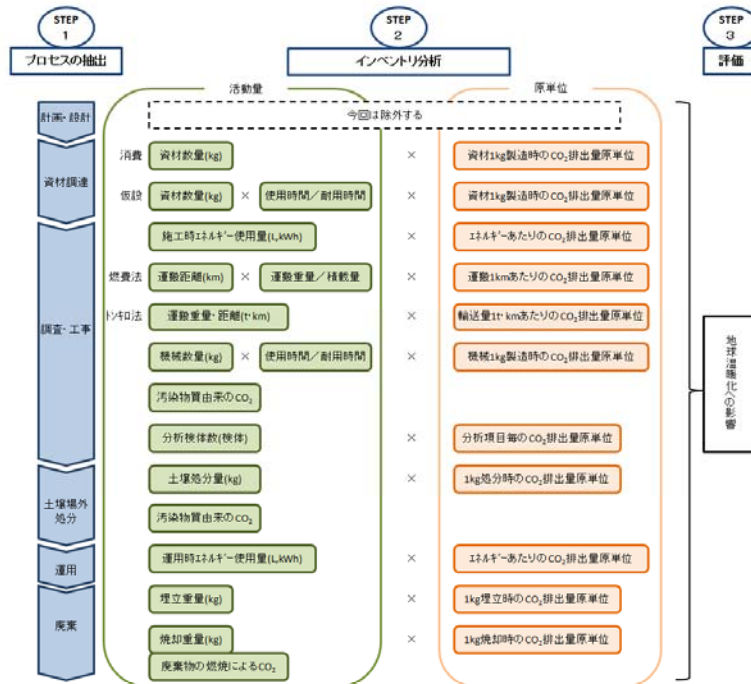 STEP
1
プロセスの抽出
STEP
2
インベントリ分析
STEP
3
評価
活動量
原単位
計画・設計
今回は除外する
資材調達
消費 資材数量(kg) × 資材1kg製造時のCO₂排出量原単位
仮設 資材数量(kg) × 使用時間/耐用時間 × 資材1kg製造時のCO₂排出量原単位
調査・工事
施工時エネルギー使用量(L,kWh) × エネルギーあたりのCO₂排出量原単位
燃費法 運搬距離(km) × 運搬重量/積載量 × 運搬1kmあたりのCO₂排出量原単位
トンキロ法 運搬重量・距離(t・km) × 輸送量1t・kmあたりのCO₂排出量原単位
機械数量(kg) × 使用時間/耐用時間 × 機械1kg製造時のCO₂排出量原単位
汚染物質由来のCO₂
分析検体数(検体) × 分析項目毎のCO₂排出量原単位
土壌場外
処分
土壌処分量(kg) × 1kg処分時のCO₂排出量原単位
汚染物質由来のCO₂
運用
運用時エネルギー使用量(L,kWh) × エネルギーあたりのCO₂排出量原単位
廃棄
埋立重量(kg) × 1kg埋立時のCO₂排出量原単位
焼却重量(kg) × 1kg焼却時のCO₂排出量原単位
廃棄物の燃焼によるCO₂
地球温暖化への影響